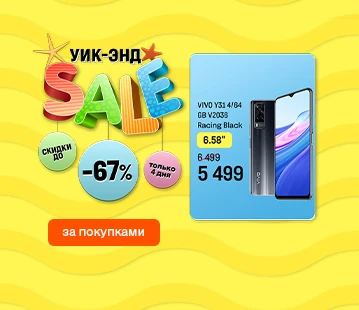 УИК-ЭНД
SALE
СКИДКИ
ДО
-67%
ТОЛЬКО
4 ДНЯ
за покупками
VIVO Y31 4/64
GB V2036
Racing Black
6.58"
6 499
5 499
vivo